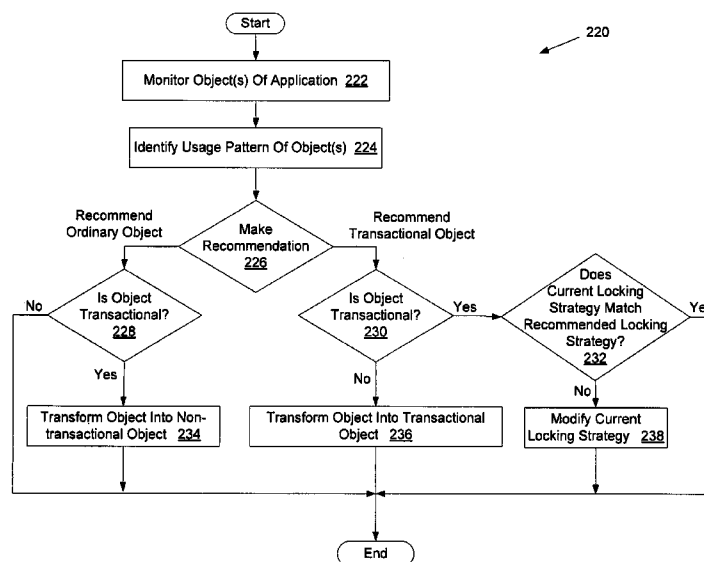 Start
220
Monitor Object(s) Of Application 222
Identify Usage Pattern Of Object(s) 224
Recommend
Ordinary Object
Make
Recommendation
226
Recommend
Transactional Object
No
Is Object
Transactional?
228
Is Object
Transactional?
230
Yes
Does
Current Locking
Strategy Match
Recommended Locking
Strategy?
232
Yes
No
No
Transform Object Into Non-
transactional Object 234
Transform Object Into Transactional
Object 236
Modify Current
Locking Strategy 238
End